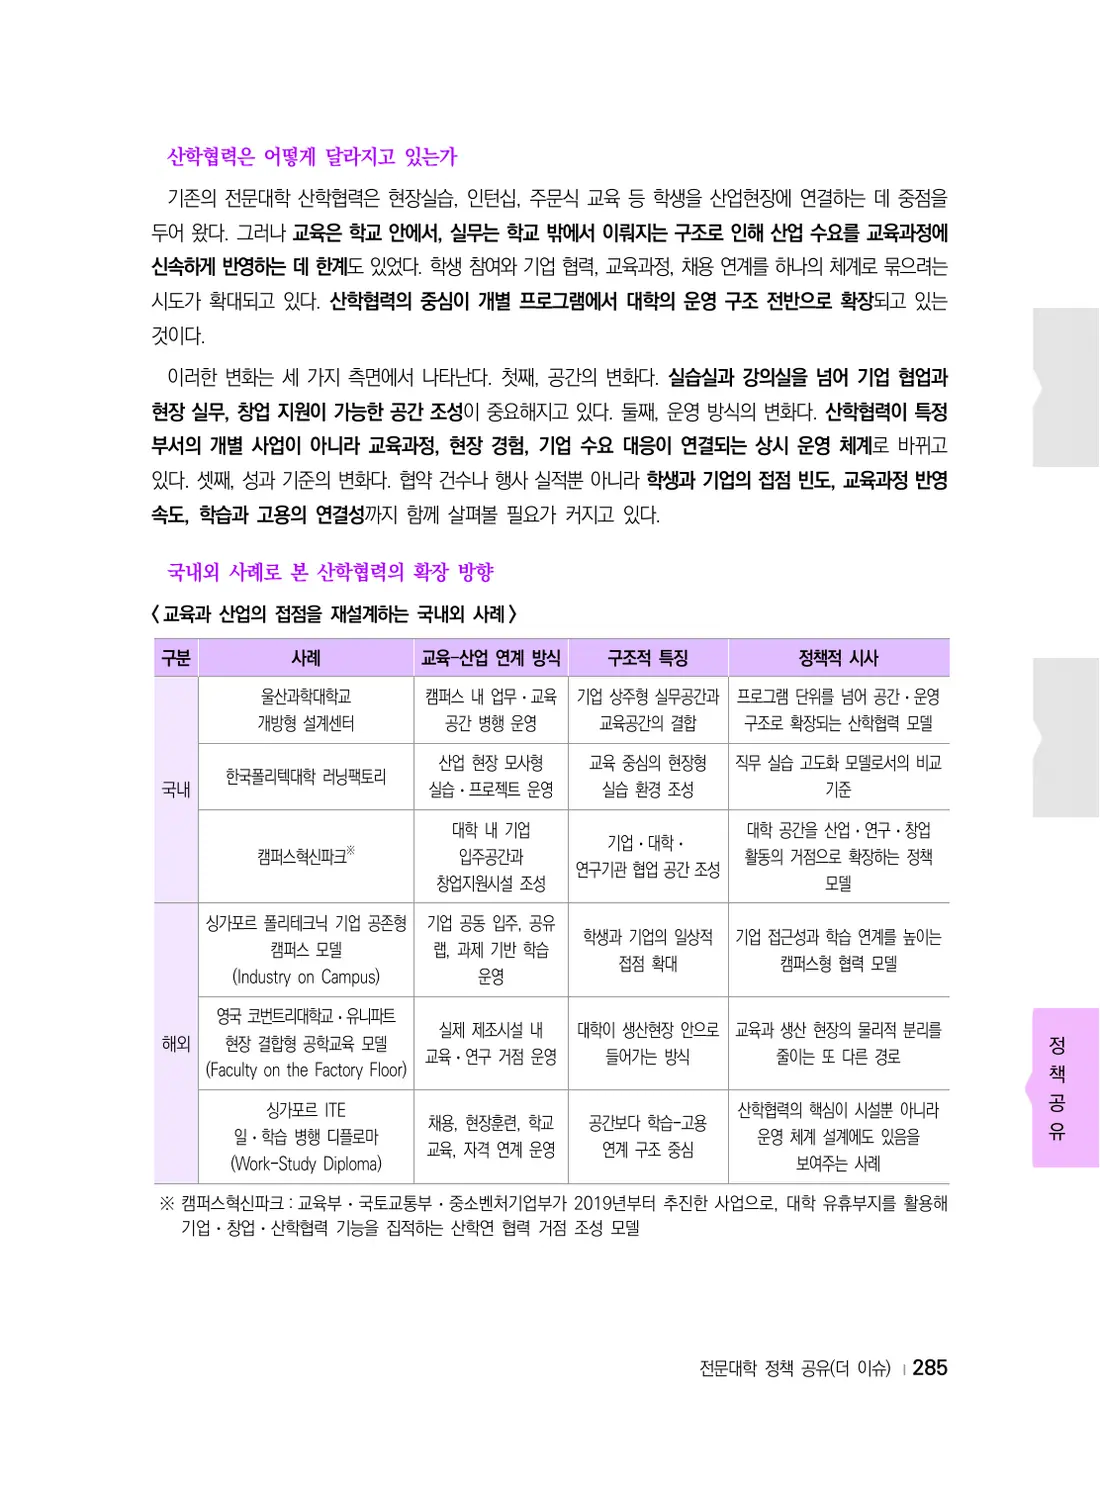 산학협력은 어떻게 달라지고 있는가
기존의 전문대학 산학협력은 현장실습, 인턴십, 주문식 교육 등 학생을 산업현장에 연결하는 데 중점을
두어 왔다. 그러나 교육은 학교 안에서, 실무는 학교 밖에서 이뤄지는 구조로 인해 산업 수요를 교육과정에
신속하게 반영하는 데 한계도 있었다. 학생 참여와 기업 협력, 교육과정, 채용 연계를 하나의 체계로 묶으려는
시도가 확대되고 있다. 산학협력의 중심이 개별 프로그램에서 대학의 운영 구조 전반으로 확장되고 있는
것이다.
이러한 변화는 세 가지 측면에서 나타난다. 첫째, 공간의 변화다. 실습실과 강의실을 넘어 기업 협업과
현장 실무, 창업 지원이 가능한 공간 조성이 중요해지고 있다. 둘째, 운영 방식의 변화다. 산학협력이 특정
부서의 개별 사업이 아니라 교육과정, 현장 경험, 기업 수요 대응이 연결되는 상시 운영 체계로 바뀌고
있다. 셋째, 성과 기준의 변화다. 협약 건수나 행사 실적뿐 아니라 학생과 기업의 접점 빈도, 교육과정 반영
속도, 학습과 고용의 연결성까지 함께 살펴볼 필요가 커지고 있다.
국내외 사례로 본 산학협력의 확장 방향
〈교육과 산업의 접점을 재설계하는 국내외 사례〉
구분 사례 교육-산업 연계 방식 구조적 특징 정책적 시사
국내
울산과학대학교
개방형 설계센터
캠퍼스 내 업무·교육
공간 병행 운영
기업 상주형 실무공간과
교육공간의 결합
프로그램 단위를 넘어 공간·운영
구조로 확장되는 산학협력 모델
한국폴리텍대학 러닝팩토리
산업 현장 모사형
실습·프로젝트 운영
교육 중심의 현장형
실습 환경 조성
직무 실습 고도화 모델로서의 비교
기준
캠퍼스혁신파크※
대학 내 기업
입주공간과
창업지원시설 조성
기업·대학·
연구기관 협업 공간 조성
대학 공간을 산업·연구·창업
활동의 거점으로 확장하는 정책
모델
해외
싱가포르 폴리테크닉 기업 공존형
캠퍼스 모델
(Industry on Campus)
기업 공동 입주, 공유
랩, 과제 기반 학습
운영
학생과 기업의 일상적
접점 확대
기업 접근성과 학습 연계를 높이는
캠퍼스형 협력 모델
영국 코번트리대학교·유니파트
현장 결합형 공학교육 모델
(Faculty on the Factory Floor)
실제 제조시설 내
교육·연구 거점 운영
대학이 생산현장 안으로
들어가는 방식
교육과 생산 현장의 물리적 분리를
줄이는 또 다른 경로
싱가포르 ITE
일·학습 병행 디플로마
(Work-Study Diploma)
채용, 현장훈련, 학교
교육, 자격 연계 운영
공간보다 학습-고용
연계 구조 중심
산학협력의 핵심이 시설뿐 아니라
운영 체계 설계에도 있음을
보여주는 사례
※ 캠퍼스혁신파크 : 교육부·국토교통부·중소벤처기업부가 2019년부터 추진한 사업으로, 대학 유휴부지를 활용해
기업·창업·산학협력 기능을 집적하는 산학연 협력 거점 조성 모델
정
책
공
유
전문대학 정책 공유(더 이슈) | 285